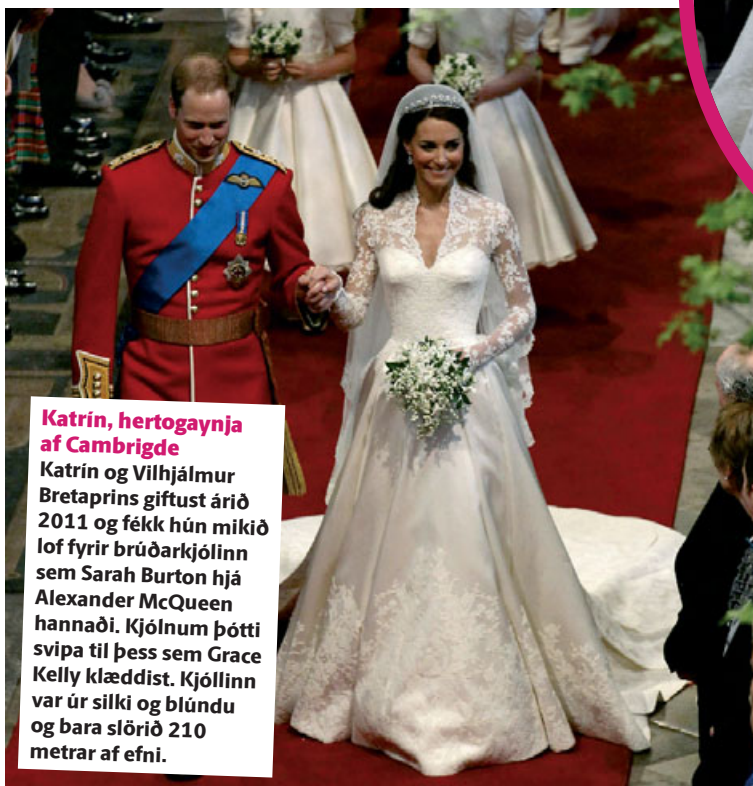 Katrín, hertogaynja
af Cambrigde
Katrín og Vilhjálmur
Bretaprins giftust árið
2011 og fékk hún mikið
lof fyrir brúðarkjólinn
sem Sarah Burton hjá
Alexander McQueen
hannaði. Kjólnum þótti
svipa til þess sem Grace
Kelly klæddist. Kjóllinn
var úr silki og blúndu
og bara slörið 210
metrar af efni.